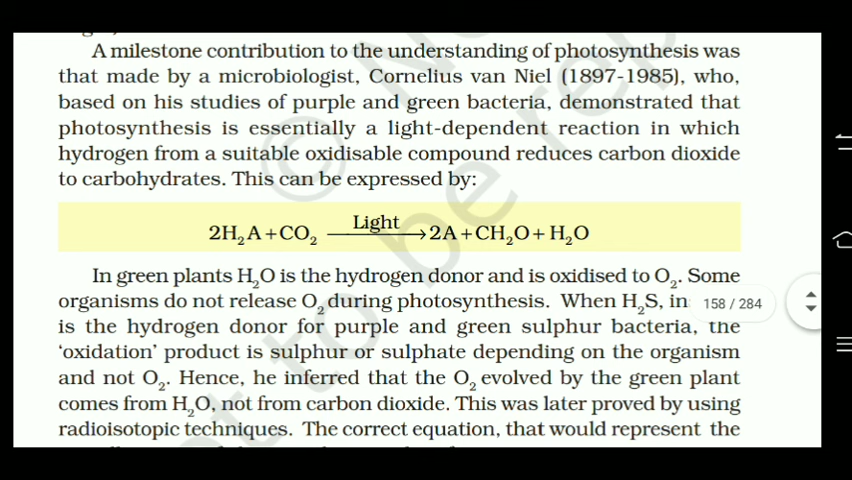 A milestone contribution to the understanding of photosynthesis was
that made by a microbiologist, Cornelius van Niel (1897-1985), who,
based on his studies of purple and green bacteria, demonstrated that
photosynthesis is essentially a light-dependent reaction in which
hydrogen from a suitable oxidisable compound reduces carbon dioxide
to carbohydrates. This can be expressed by:
2H₂A+CO₂ Light→ 2A+CH₂O+H₂O
In green plants H₂O is the hydrogen donor and is oxidised to O₂. Some
organisms do not release O₂ during photosynthesis. When H₂S, in
158 / 284
is the hydrogen donor for purple and green sulphur bacteria, the
‘oxidation’ product is sulphur or sulphate depending on the organism
and not O₂. Hence, he inferred that the O₂ evolved by the green plant
comes from H₂O, not from carbon dioxide. This was later proved by using
radioisotopic techniques. The correct equation, that would represent the
© 
to be